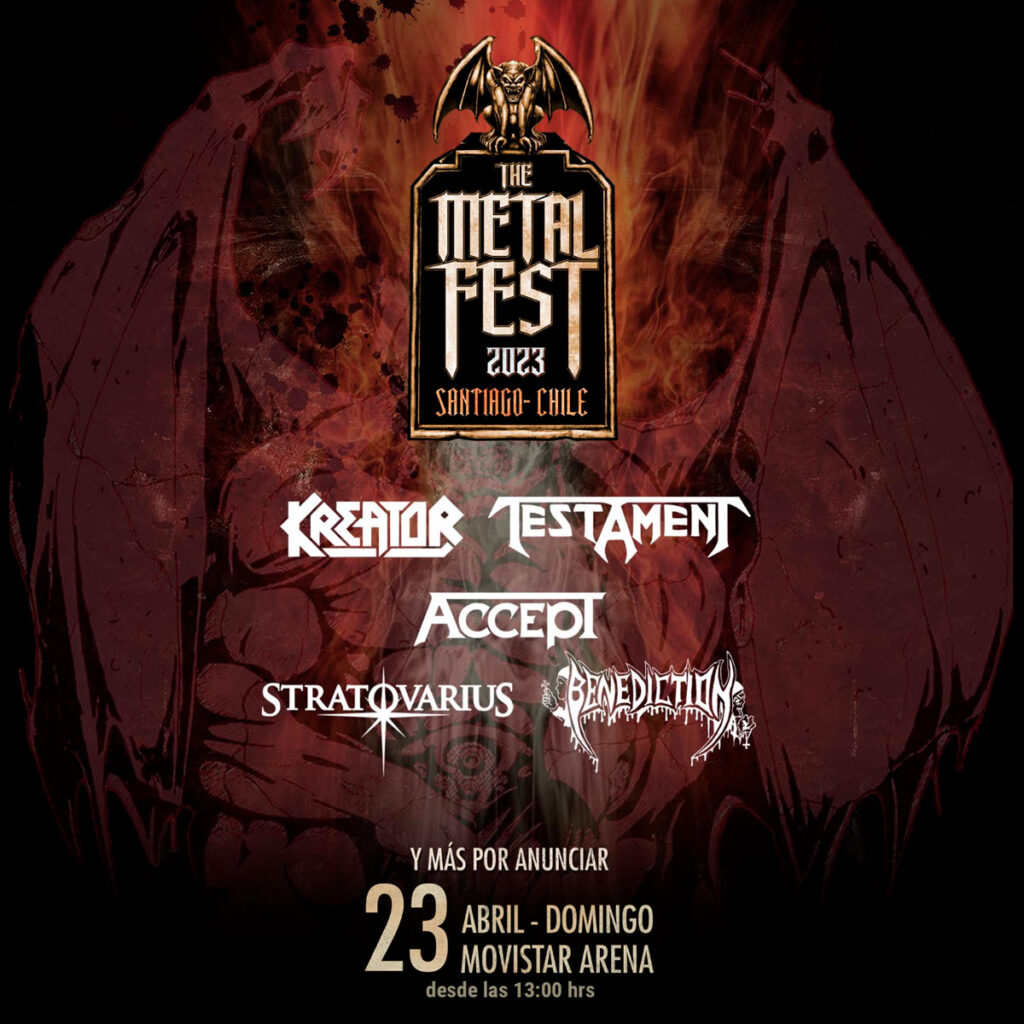 THE
METAL
FEST
2023
SANTIAGO- CHILE
KREATOR TESTAMENT
ACCEPT
STRATOVARIUS BENEDICTION
Y MÁS POR ANUNCIAR
23 ABRIL - DOMINGO
MOVISTAR ARENA
desde las 13:00 hrs